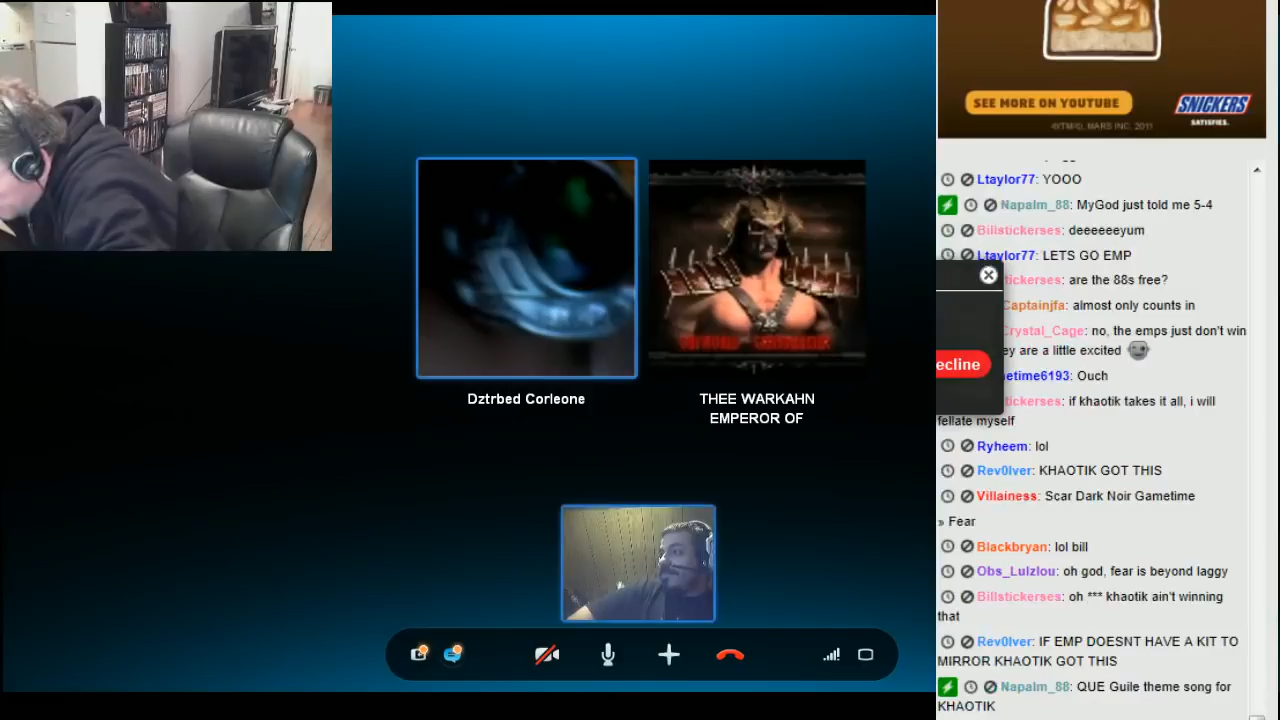 SEE MORE ON YOUTUBE
SNICKERS
SATISFIES.
Ltaylor77: YOOO
Napalm_88: MyGod just told me 5-4
Billstickerses: deeeeeeyum
Ltaylor77: LETS GO EMP
tickerses: are the 88s free?
Captainjfa: almost only counts in
Crystal_Cage: no, the emps just don't win
ey are a little excited
ecline
etime6193: Ouch
tickerses: if khaotik takes it all, i will
fellate myself
Ryheem: lol
Rev0lver: KHAOTIK GOT THIS
Villainess: Scar Dark Noir Gametime
» Fear
Blackbryan: lol bill
Obs_Lulzlou: oh god, fear is beyond laggy
Billstickerses: oh *** khaotik ain't winning
that
Rev0lver: IF EMP DOESNT HAVE A KIT TO
MIRROR KHAOTIK GOT THIS
Napalm_88: QUE Guile theme song for
KHAOTIK
Dztrbed Corleone
THEE WARKAHN
EMPEROR OF